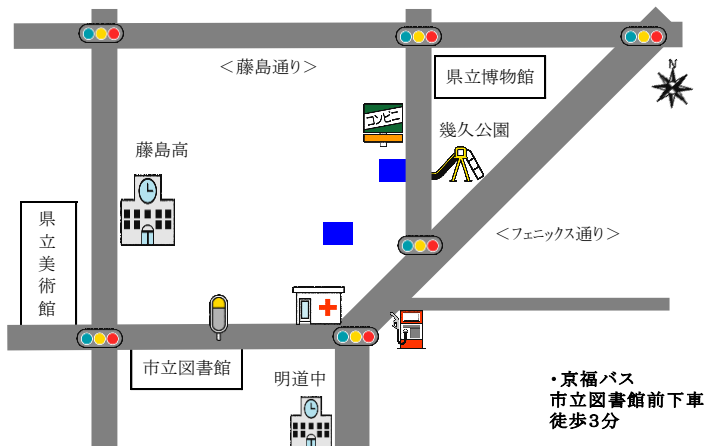 ＜藤島通り＞
県立博物館
N
コンビニ
幾久公園
藤島高
県立美術館
＜フェニックス通り＞
市立図書館
明道中
・京福バス
市立図書館前下車
徒歩3分